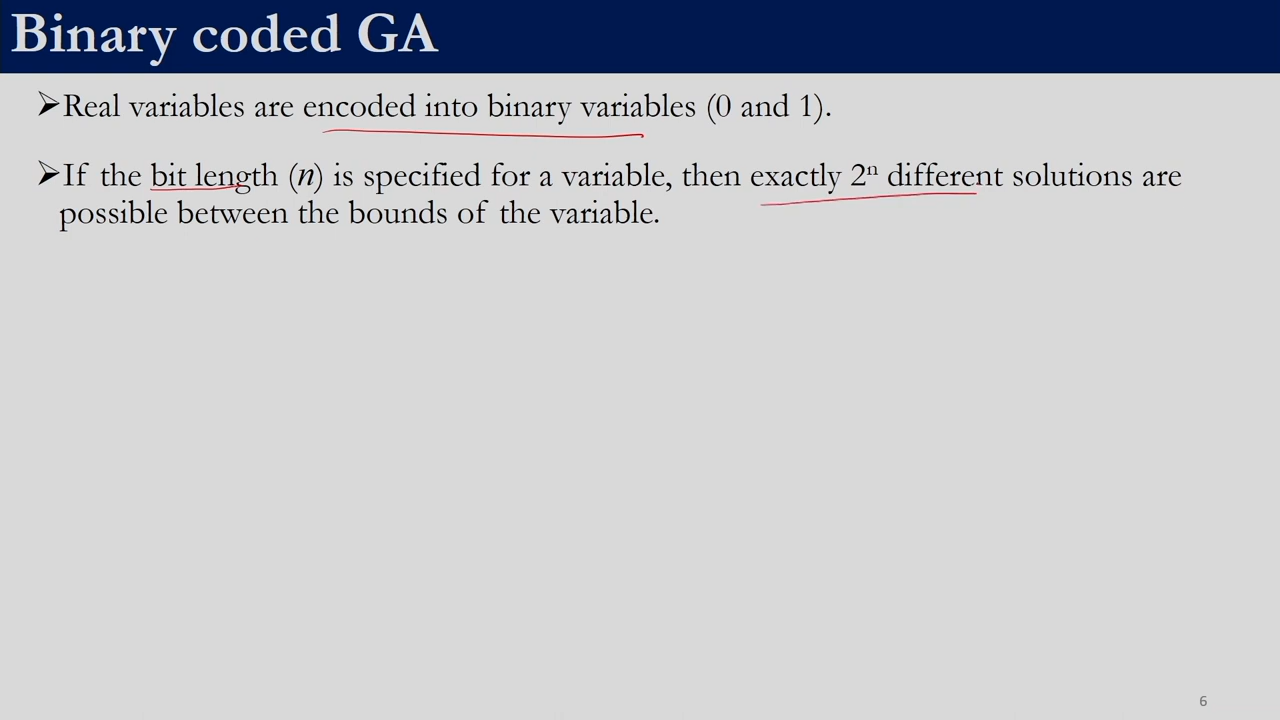 Binary coded GA
➢Real variables are encoded into binary variables (0 and 1).
➢If the bit length (n) is specified for a variable, then exactly 2ⁿ different solutions are
possible between the bounds of the variable.
6